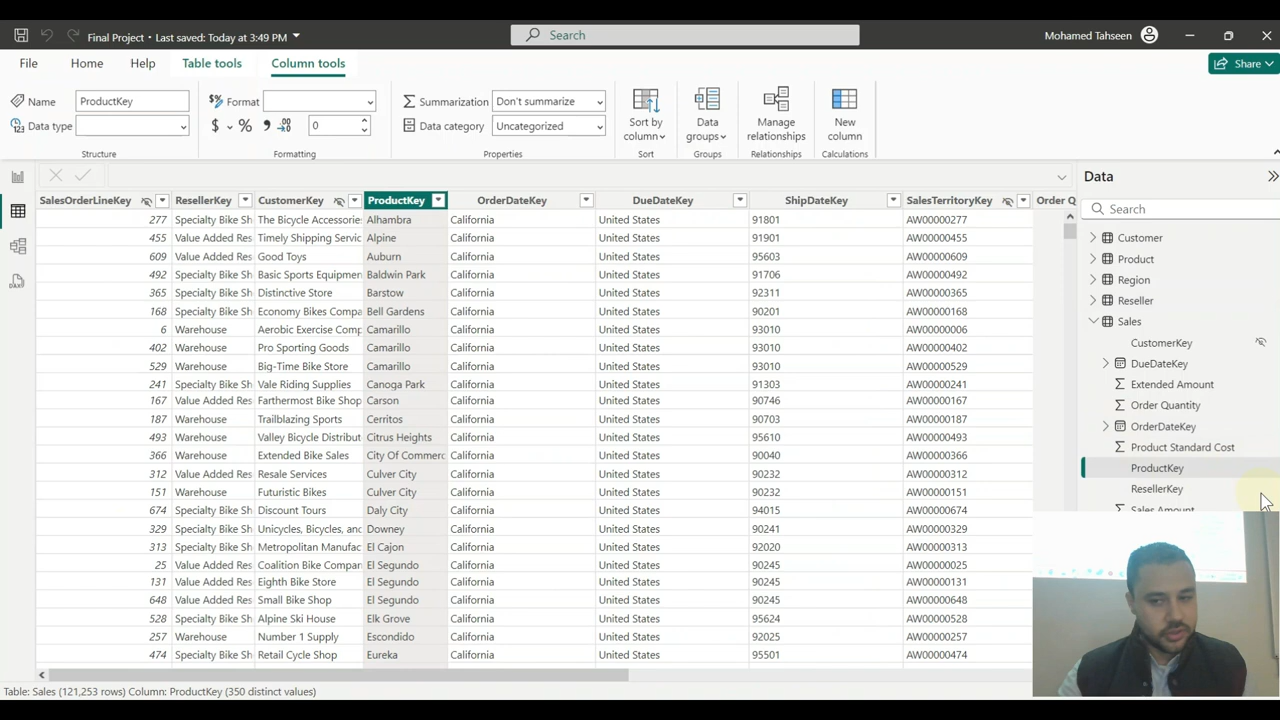 Final Project • Last saved: Today at 3:49 PM
Search
Mohamed Tahseen
File
Home
Help
Table tools
Column tools
Share
Name
ProductKey
Format
Summarization
Don't summarize
Data type
$ % 9 .00
0
Data category
Uncategorized
Sort by column
Data groups
Manage relationships
New column
Structure
Formatting
Properties
Sort
Groups
Relationships
Calculations
SalesOrderLineKey ResellerKey CustomerKey ProductKey OrderDateKey DueDateKey ShipDateKey SalesTerritoryKey Order Q
277 Specialty Bike Sh The Bicycle Accessories Alhambra California United States 91801 AW00000277
455 Value Added Res Timely Shipping Servic Alpine California United States 91901 AW00000455
609 Value Added Res Good Toys Auburn California United States 95603 AW00000609
492 Specialty Bike Sh Basic Sports Equipmen Baldwin Park California United States 91706 AW00000492
365 Specialty Bike Sh Distinctive Store Barstow California United States 92311 AW00000365
168 Specialty Bike Sh Economy Bikes Compa Bell Gardens California United States 90201 AW00000168
6 Warehouse Aerobic Exercise Comp Camarillo California United States 93010 AW00000006
402 Warehouse Pro Sporting Goods Camarillo California United States 93010 AW00000402
529 Warehouse Big-Time Bike Store Camarillo California United States 93010 AW00000529
241 Specialty Bike Sh Vale Riding Supplies Canoga Park California United States 91303 AW00000241
167 Value Added Res Farthermost Bike Shop Carson California United States 90746 AW00000167
187 Warehouse Trailblazing Sports Cerritos California United States 90703 AW00000187
493 Warehouse Valley Bicycle Distribut Citrus Heights California United States 95610 AW00000493
366 Warehouse Extended Bike Sales City Of Commerc California United States 90040 AW00000366
312 Value Added Res Resale Services Culver City California United States 90232 AW00000312
151 Warehouse Futuristic Bikes Culver City California United States 90232 AW00000151
674 Value Added Res Discount Tours Daly City California United States 94015 AW00000674
329 Specialty Bike Sh Unicycles, Bicycles, and Downey California United States 90241 AW00000329
313 Specialty Bike Sh Metropolitan Manufac El Cajon California United States 92020 AW00000313
25 Value Added Res Coalition Bike Compan El Segundo California United States 90245 AW00000025
131 Value Added Res Eighth Bike Store El Segundo California United States 90245 AW00000131
648 Value Added Res Small Bike Shop El Segundo California United States 90245 AW00000648
528 Specialty Bike Sh Alpine Ski House Elk Grove California United States 95624 AW00000528
257 Warehouse Number 1 Supply Escondido California United States 92025 AW00000257
474 Specialty Bike Sh Retail Cycle Shop Eureka California United States 95501 AW00000474
Data
Search
Customer
Product
Region
Reseller
Sales
CustomerKey
DueDateKey
Extended Amount
Order Quantity
OrderDateKey
Product Standard Cost
ProductKey
ResellerKey
Sales Amount
Table: Sales (121,253 rows) Column: ProductKey (350 distinct values)